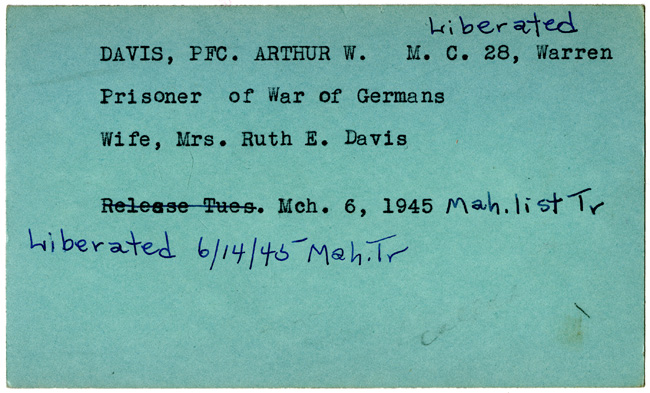 Liberated
DAVIS, PFC. ARTHUR W. M. C. 28, Warren
Prisoner of War of Germans
Wife, Mrs. Ruth E. Davis
Release Tues. Mch. 6, 1945 Mah. list Tr
Liberated 6/14/45 Mah. Tr